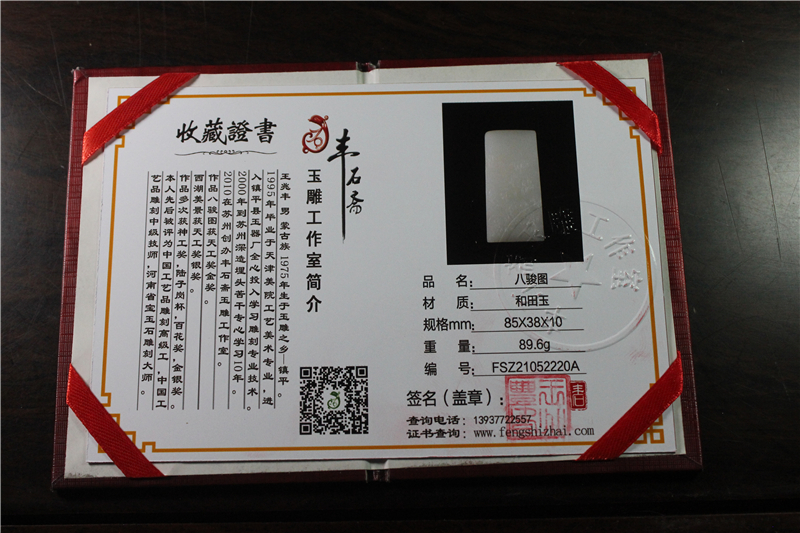 收藏證書
丰石斋
玉雕工作室简介
王兆丰 男 蒙古族 1975年生于玉雕之乡——镇平。
1995年毕业于天津美院工艺美术专业，进
入镇平县玉器厂全心投入学习雕刻专业技术。
2000年到苏州深造埋头苦干专心学习10年。
2010在苏州创办丰石斋玉雕工作室。
作品八骏图获天工奖金奖。
西湖美景获天工奖银奖。
作品多次获神工奖，陆子岗杯，百花奖，金银奖。
本人先后被评为中国工艺品雕刻高级工，中国工
艺品雕刻中级技师，河南省宝玉石雕刻大师。
品 名：八骏图
材 质：和田玉
规格mm：85X38X10
重 量：89.6g
编 号：FSZ21052220A
签名（盖章）：
查询电话：13937722557
证书查询：www.fengshizhai.com